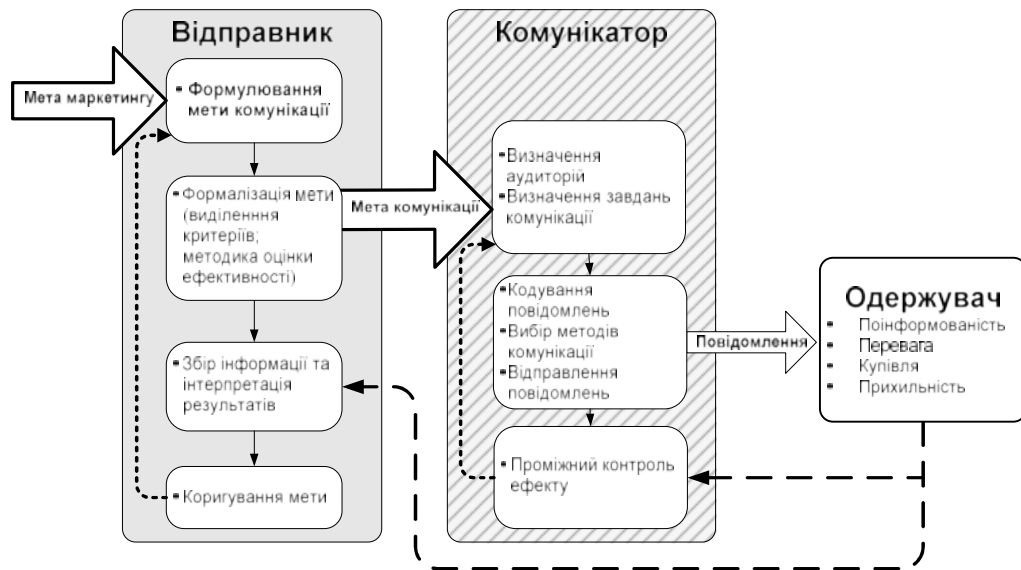 Відправник
Мета маркетингу
Формулювання
мети комунікації
Формалізація мети
(виділенння
критеріїв;
методика оцінки
ефективності)
Збір інформації та
інтерпретація
результатів
Коригування мети
Мета комунікації
Комунікатор
Визначення
аудиторій
Визначення завдань
комунікації
Кодування
повідомлень
Вибір методів
комунікації
Відправлення
повідомлень
Проміжний контроль
ефекту
Повідомлення
Одержувач
Поінформованість
Перевага
Купівля
Прихильність